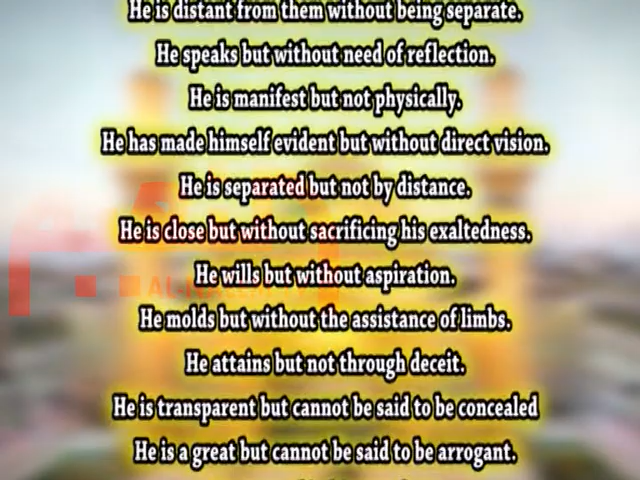 He is distant from them without being separate.
He speaks but without need of reflection.
He is manifest but not physically.
He has made himself evident but without direct vision.
He is separated but not by distance.
He is close but without sacrificing his exaltedness.
He wills but without aspiration.
He molds but without the assistance of limbs.
He attains but not through deceit.
He is transparent but cannot be said to be concealed
He is a great but cannot be said to be arrogant.